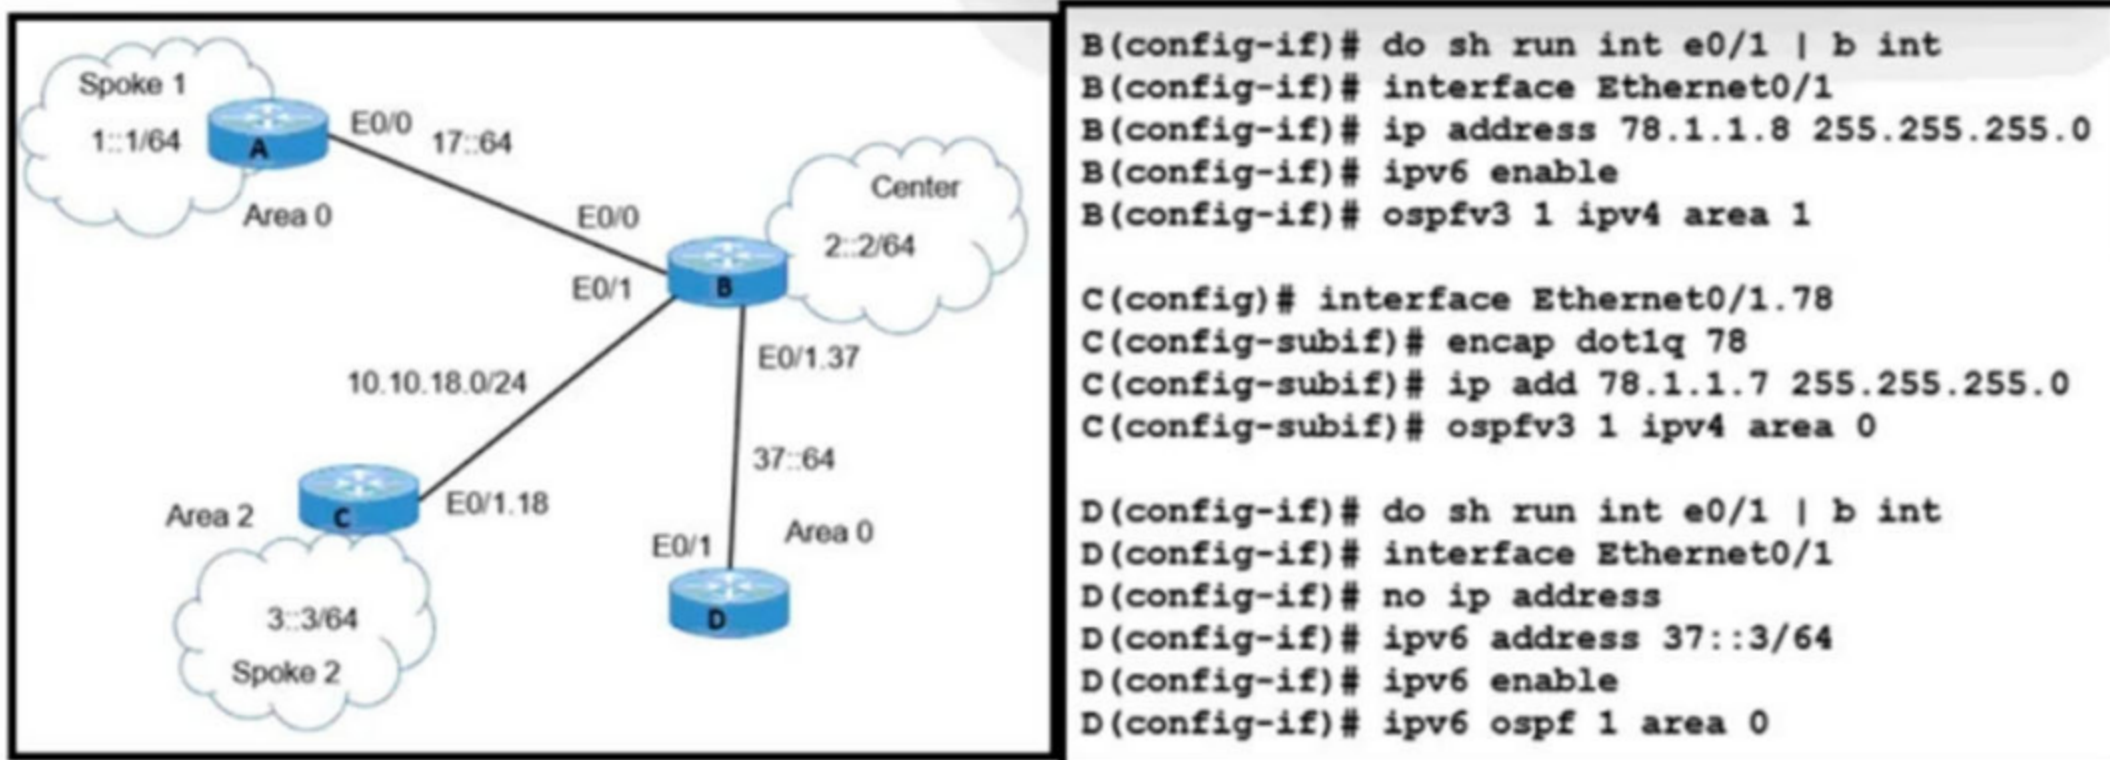 Spoke 1
1::1/64
A
E0/0
17::64
Area 0
E0/0
Center
2::2/64
E0/1
B
E0/1.37
10.10.18.0/24
37::64
Area 2
C
E0/1.18
E0/1
Area 0
D
3::3/64
Spoke 2
B(config-if)# do sh run int e0/1 | b int
B(config-if)# interface Ethernet0/1
B(config-if)# ip address 78.1.1.8 255.255.255.0
B(config-if)# ipv6 enable
B(config-if)# ospfv3 1 ipv4 area 1
C(config)# interface Ethernet0/1.78
C(config-subif)# encap dot1q 78
C(config-subif)# ip add 78.1.1.7 255.255.255.0
C(config-subif)# ospfv3 1 ipv4 area 0
D(config-if)# do sh run int e0/1 | b int
D(config-if)# interface Ethernet0/1
D(config-if)# no ip address
D(config-if)# ipv6 address 37::3/64
D(config-if)# ipv6 enable
D(config-if)# ipv6 ospf 1 area 0